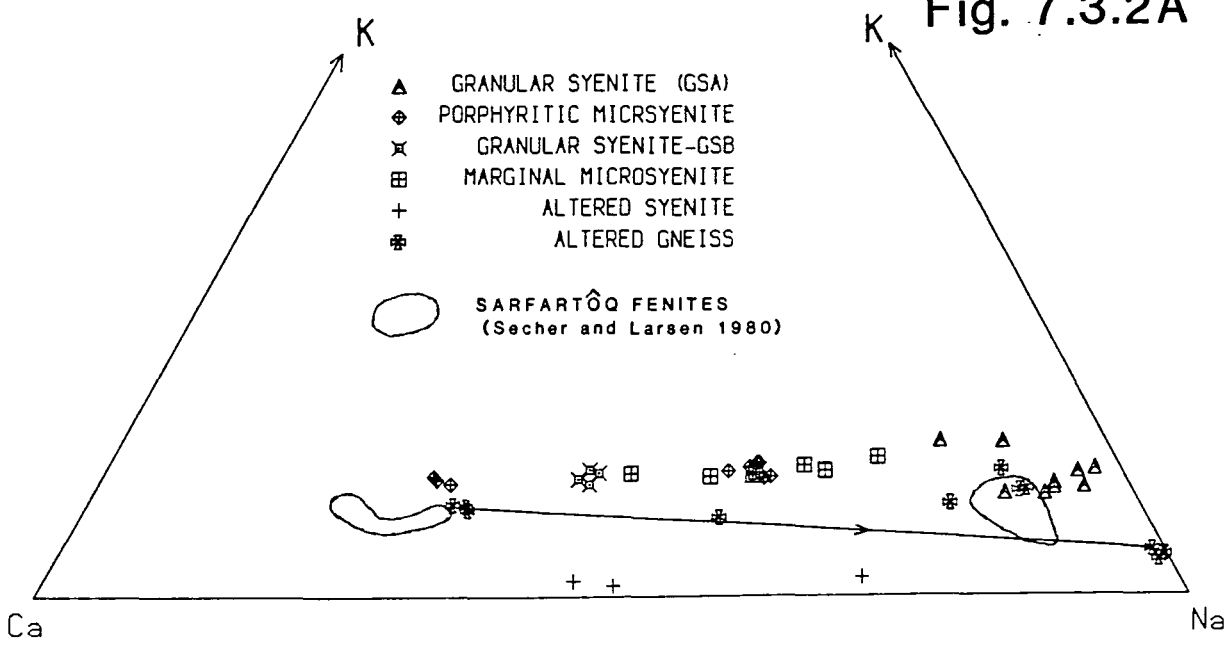 Fig. 7.3.2A
K
K
GRANULAR SYENITE (GSA)
PORPHYRITIC MICRSYENITE
GRANULAR SYENITE-GSB
MARGINAL MICROSYENITE
ALTERED SYENITE
ALTERED GNEISS
SARFARTÔQ FENITES
(Secher and Larsen 1980)
Ca
Na